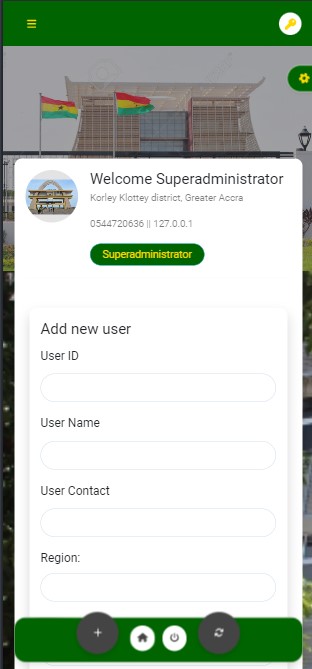 Welcome Superadministrator
Korley Klottey district, Greater Accra
0544720636 || 127.0.0.1
Superadministrator
Add new user
User ID
User Name
User Contact
Region: